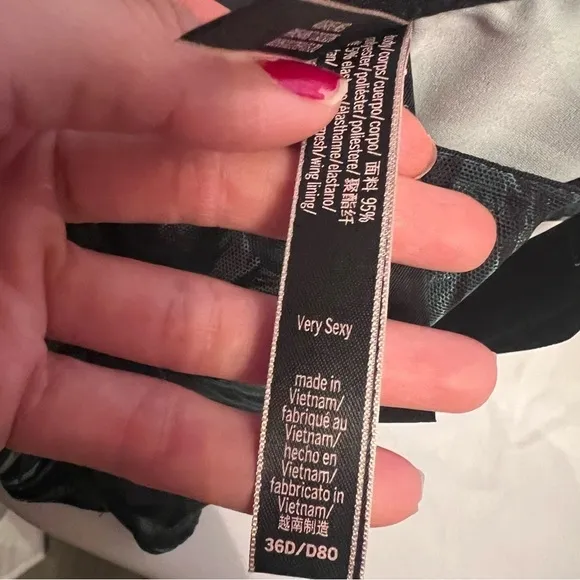 body/corps/cuerpo/corpo/ 面料 95%
polyester/poliéster/poliestere/ 聚酯纤
5%
élasthanne/elastano/
mesh/wing lining/
Very Sexy
made in
Vietnam/
fabriqué au
Vietnam/
hecho en
Vietnam/
fabbricato in
Vietnam/
越南制造
36D/D80